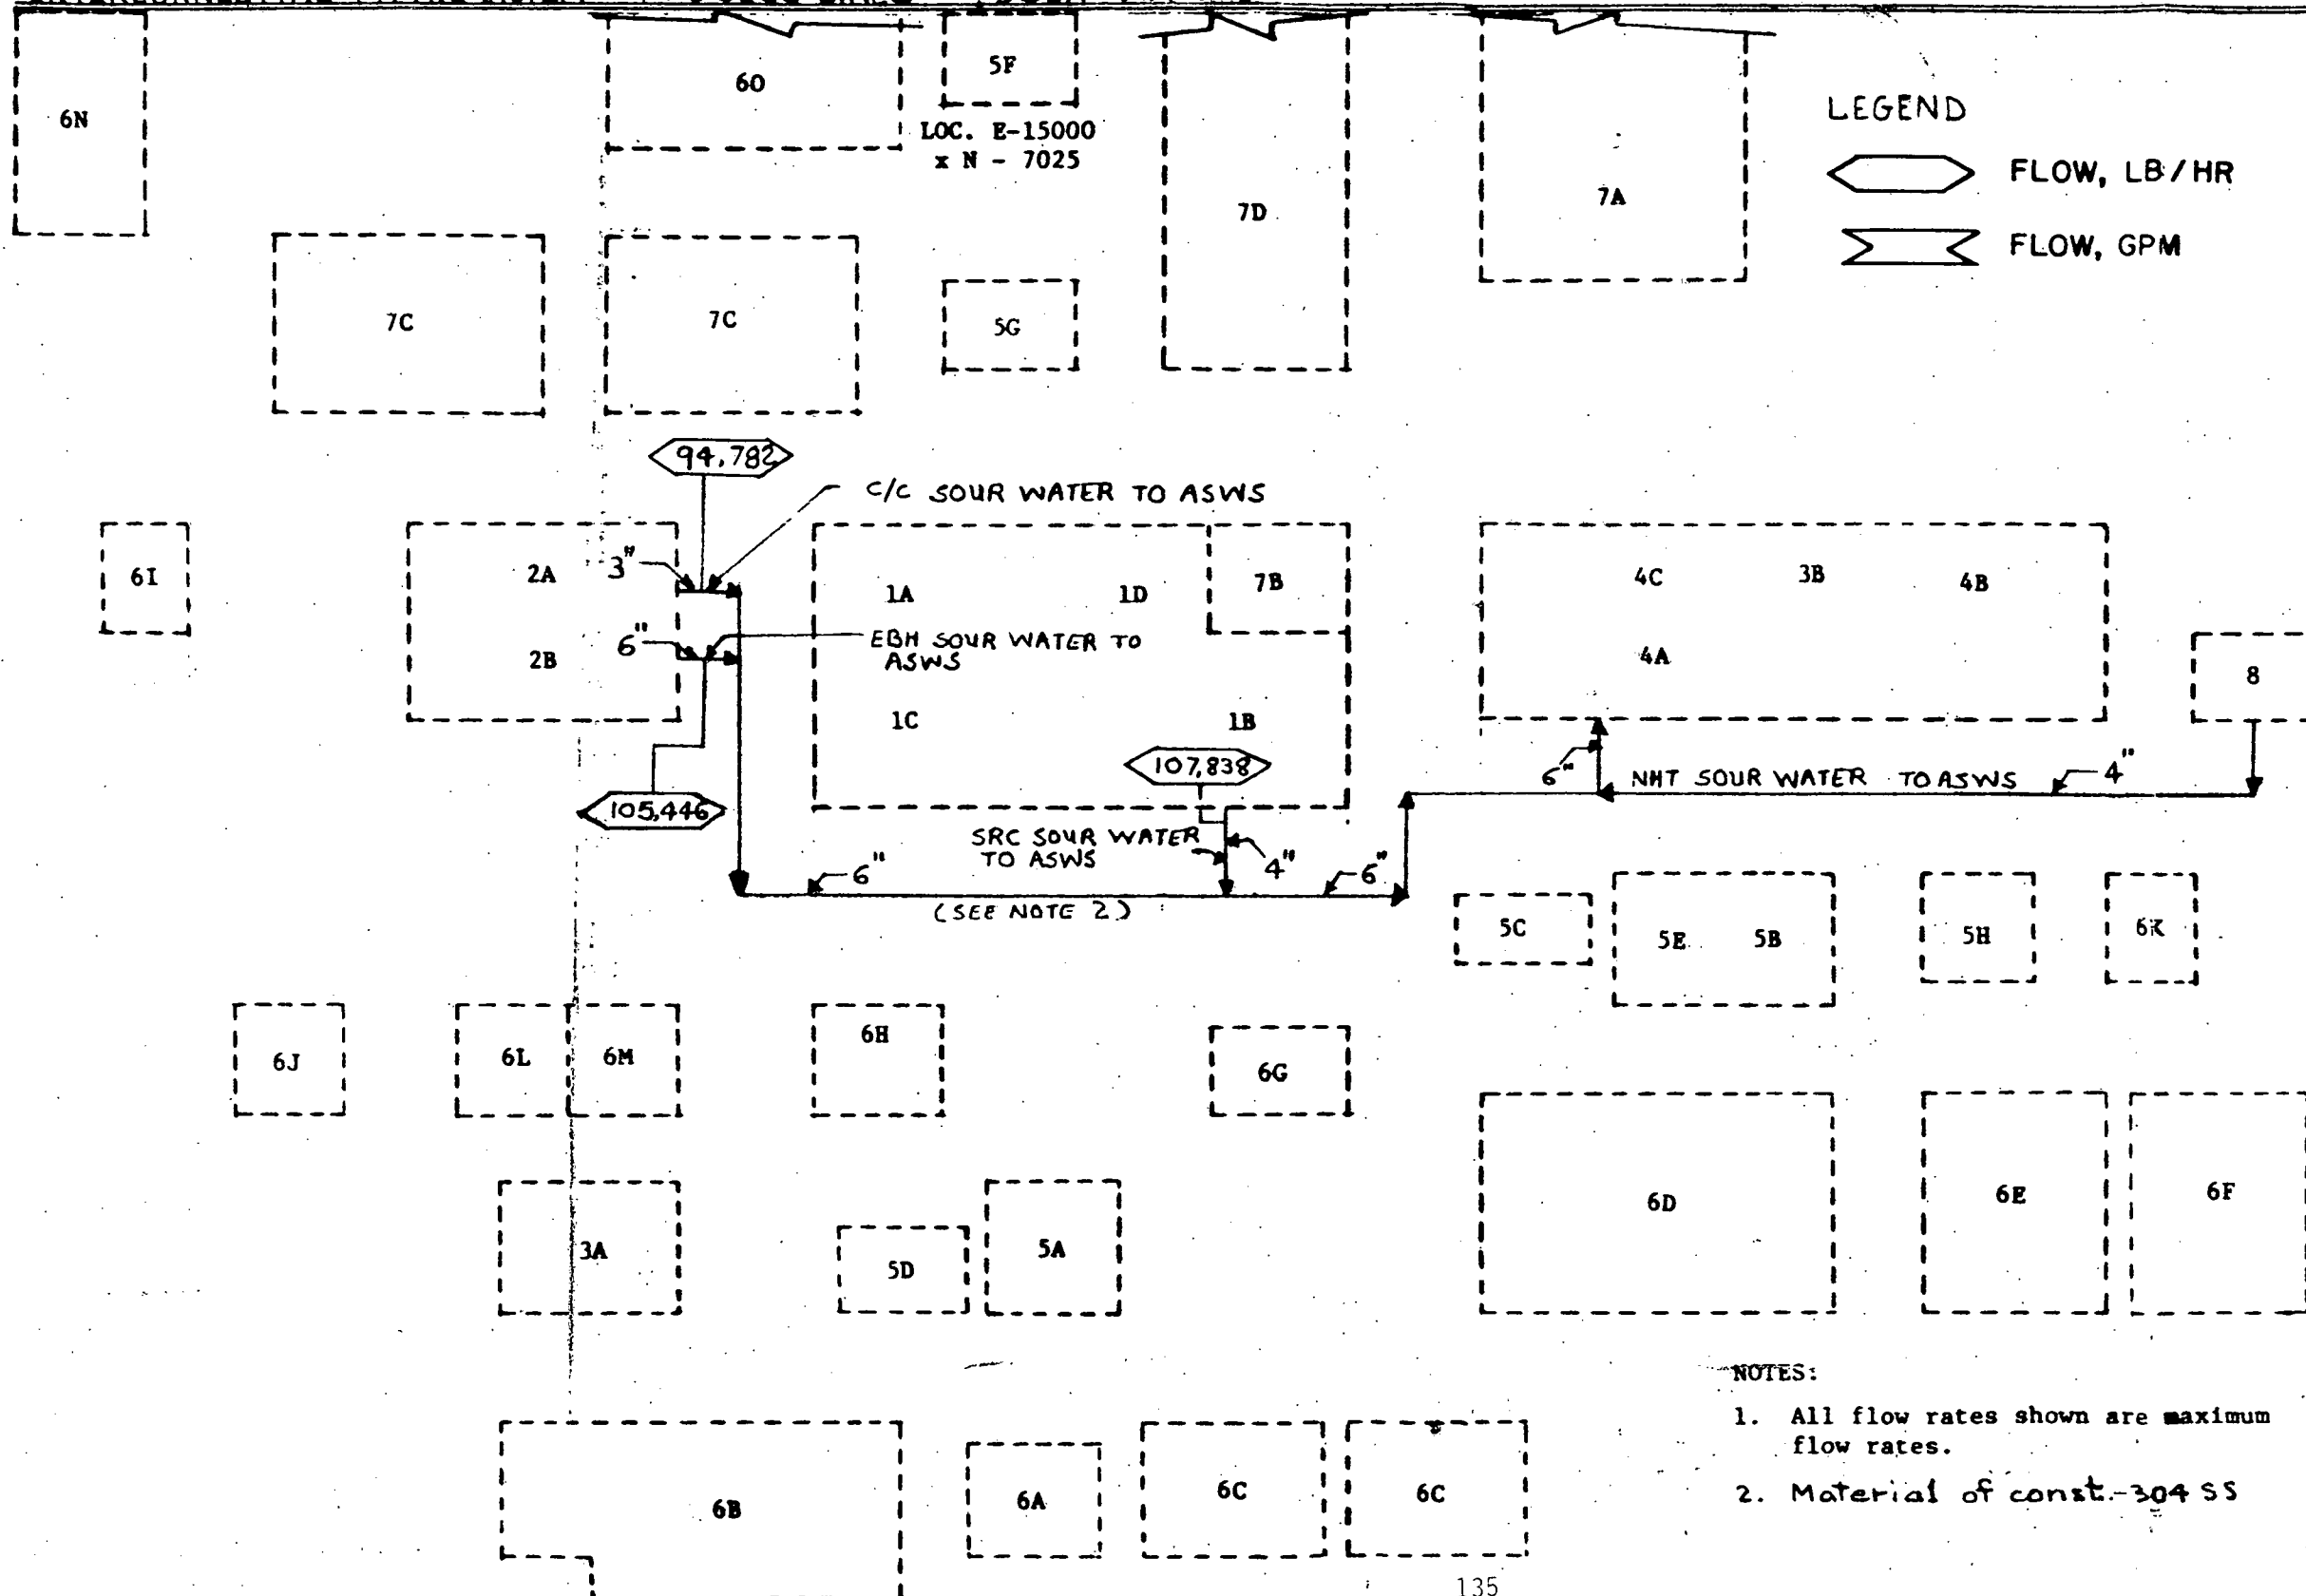 6N
6O
5F
LOC. E-15000
x N - 7025
7D
7A
LEGEND
FLOW, LB/HR
FLOW, GPM
7C
7C
5G
94,782
C/C SOUR WATER TO ASWS
6I
2A
3"
1A
1D
7B
4C
3B
4B
2B
6"
EBH SOUR WATER TO
ASWS
4A
8
1C
1B
107,838
6"
NHT SOUR WATER TO ASWS
4"
105,446
SRC SOUR WATER
TO ASWS
4"
6"
6"
(SEE NOTE 2)
5C
5E
5B
5H
6K
6J
6L
6M
6H
6G
3A
5D
5A
6D
6E
6F
NOTES:
1. All flow rates shown are maximum
flow rates.
2. Material of const.-304 SS
6B
6A
6C
6C
135